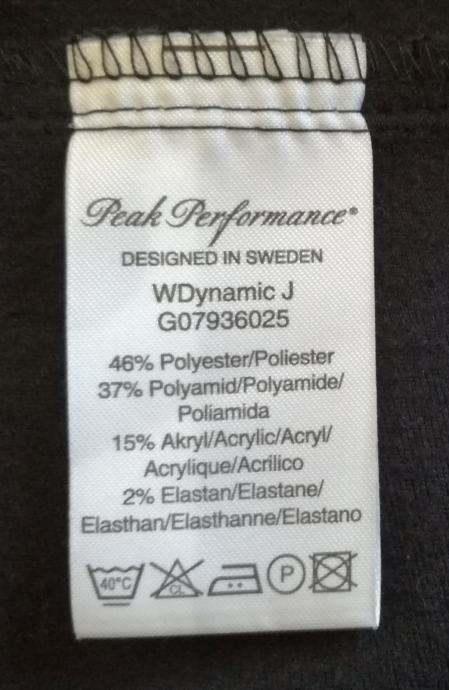 Peak Performance®
DESIGNED IN SWEDEN
WDynamic J
G07936025
46% Polyester/Poliester
37% Polyamid/Polyamide/
Poliamida
15% Akryl/Acrylic/Acryl/
Acrylique/Acrilico
2% Elastan/Elastane/
Elasthan/Elasthanne/Elastano
40°C CL P